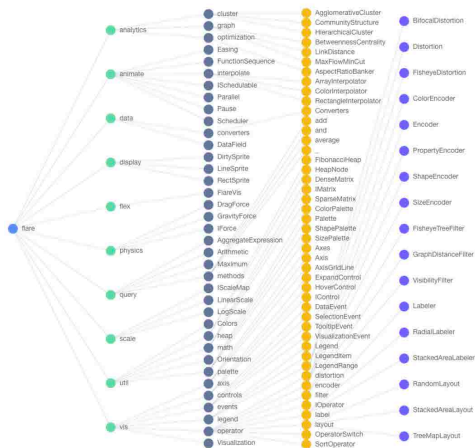 flare
analytics
animate
data
display
flex
physics
query
scale
util
vis
cluster
graph
optimization
Easing
FunctionSequence
interpolate
ISchedulable
Parallel
Pause
Scheduler
converters
DataField
DirtySprite
LineSprite
RectSprite
FlareVis
DragForce
GravityForce
IForce
AggregateExpression
Arithmetic
Maximum
methods
IScaleMap
LinearScale
LogScale
Colors
heap
math
Orientation
palette
axis
controls
events
legend
operator
Visualization
AgglomerativeCluster
CommunityStructure
HierarchicalCluster
BetweennessCentrality
LinkDistance
MaxFlowMinCut
AspectRatioBanker
ArrayInterpolator
ColorInterpolator
RectangleInterpolator
Converters
add
and
average
_
FibonacciHeap
HeapNode
DenseMatrix
IMatrix
SparseMatrix
ColorPalette
Palette
ShapePalette
SizePalette
Axes
Axis
AxisGridLine
ExpandControl
HoverControl
IControl
DataEvent
SelectionEvent
TooltipEvent
VisualizationEvent
Legend
LegendItem
LegendRange
distortion
encoder
filter
IOperator
label
layout
OperatorSwitch
SortOperator
BifocalDistortion
Distortion
FisheyeDistortion
ColorEncoder
Encoder
PropertyEncoder
ShapeEncoder
SizeEncoder
FisheyeTreeFilter
GraphDistanceFilter
VisibilityFilter
Labeler
RadialLabeler
StackedAreaLabeler
RandomLayout
StackedAreaLayout
TreeMapLayout